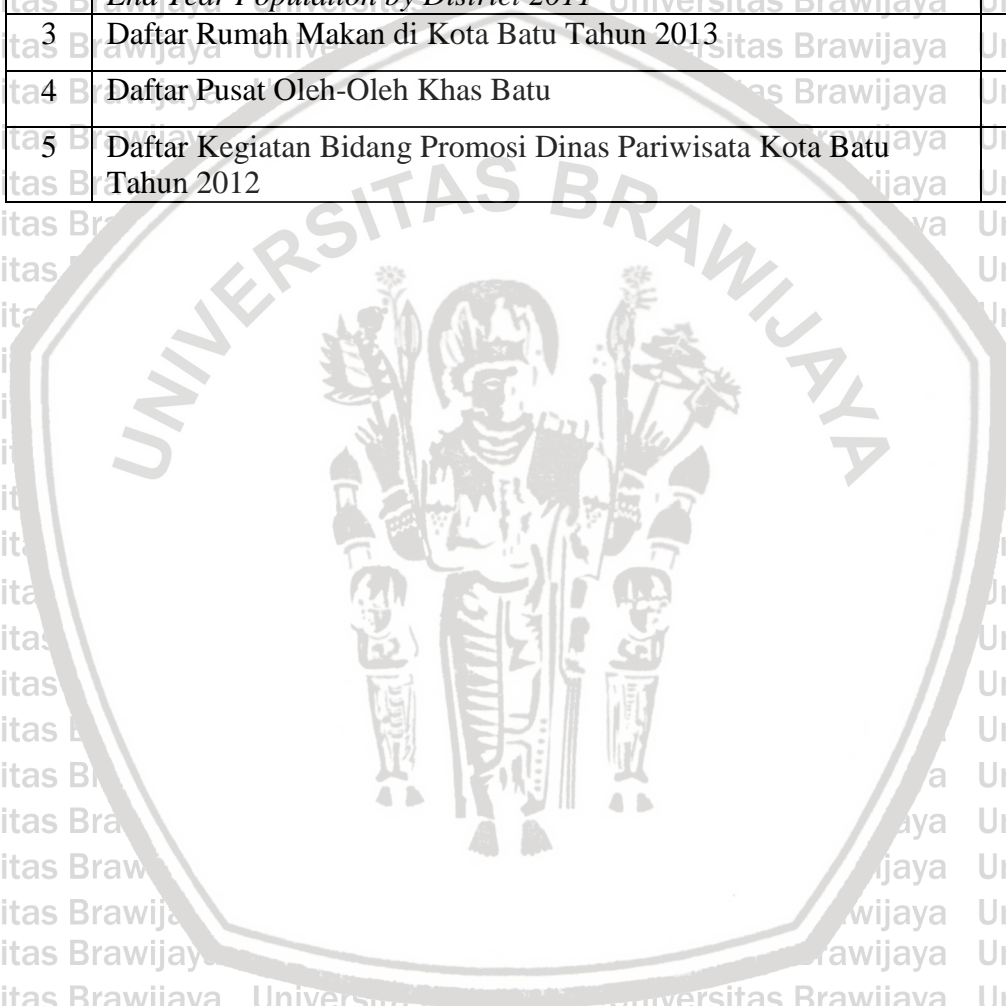 End Year Population by District 2011
3 Daftar Rumah Makan di Kota Batu Tahun 2013
4 Daftar Pusat Oleh-Oleh Khas Batu
5 Daftar Kegiatan Bidang Promosi Dinas Pariwisata Kota Batu
Tahun 2012
UNIVERSITAS BRAWIJAYA